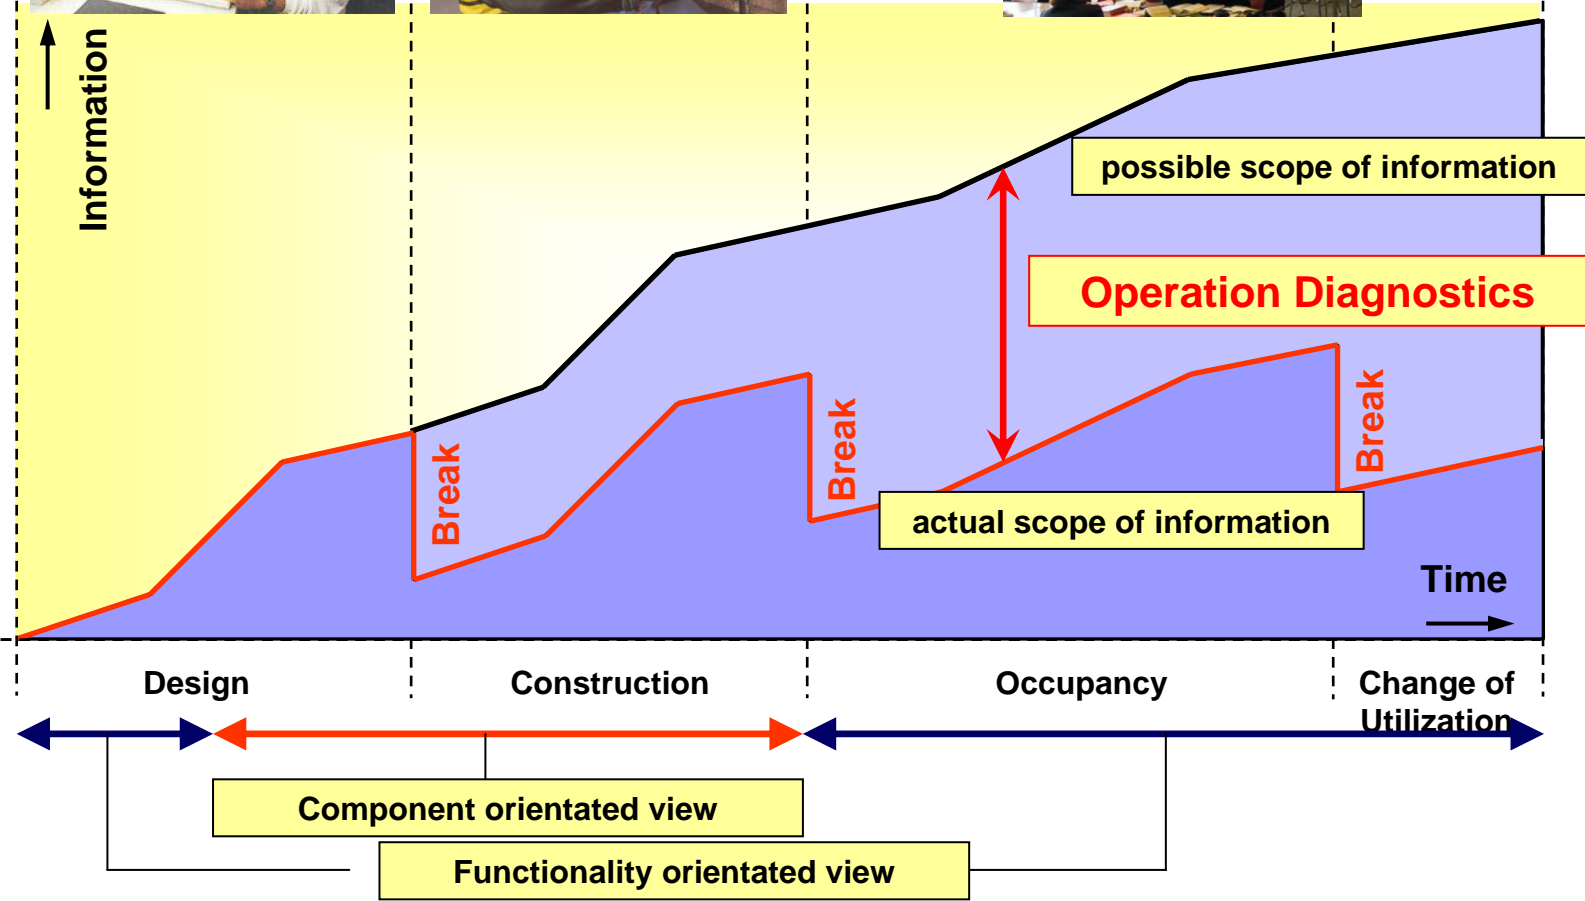 Information
possible scope of information
Operation Diagnostics
Break
Break
Break
actual scope of information
Time
Design
Construction
Occupancy
Change of
Utilization
Component orientated view
Functionality orientated view